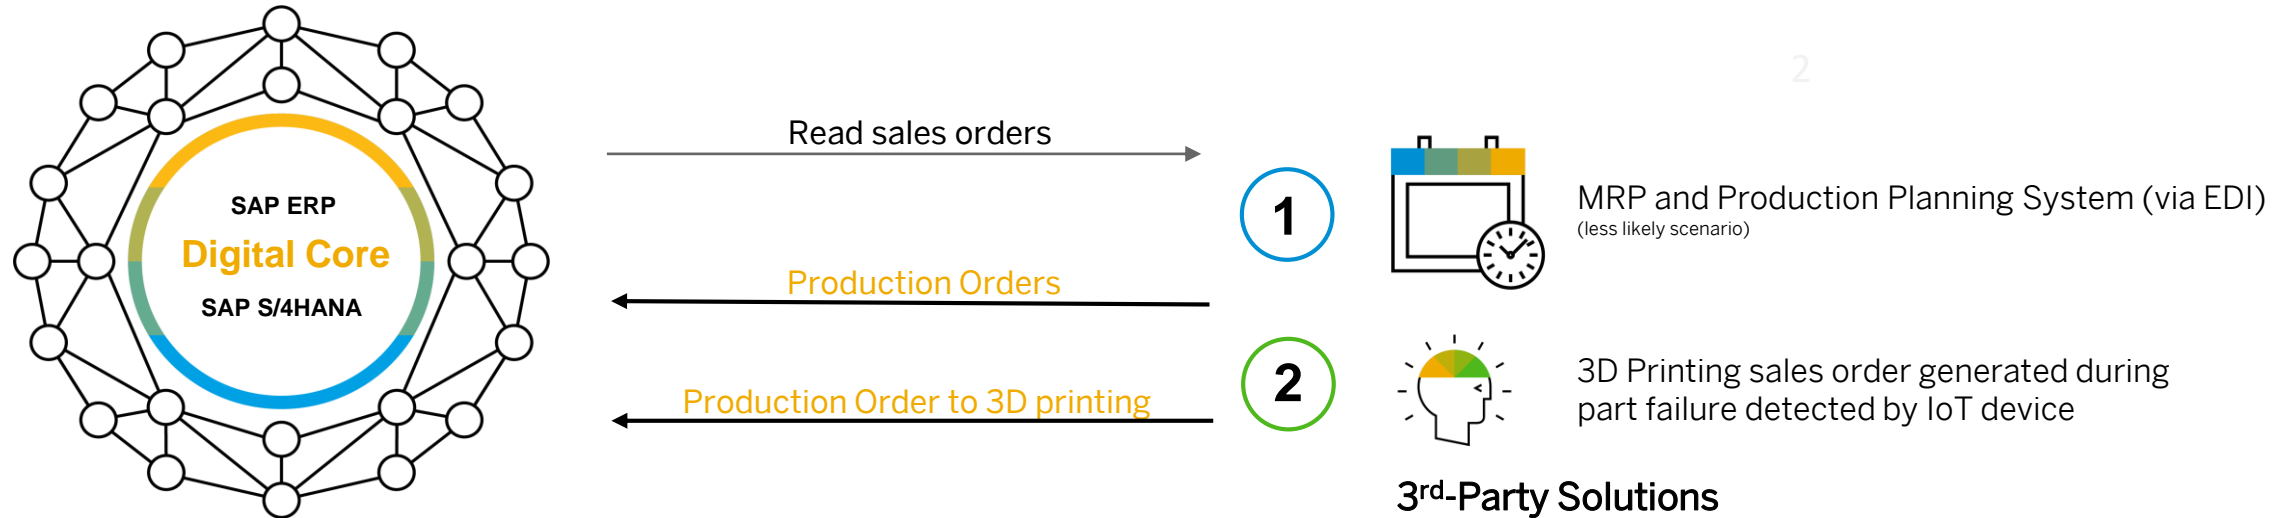 2
Read sales orders
SAP ERP
Digital Core
SAP S/4HANA
1
MRP and Production Planning System (via EDI)
(less likely scenario)
Production Orders
Production Order to 3D printing
2
3D Printing sales order generated during
part failure detected by IoT device
3rd-Party Solutions